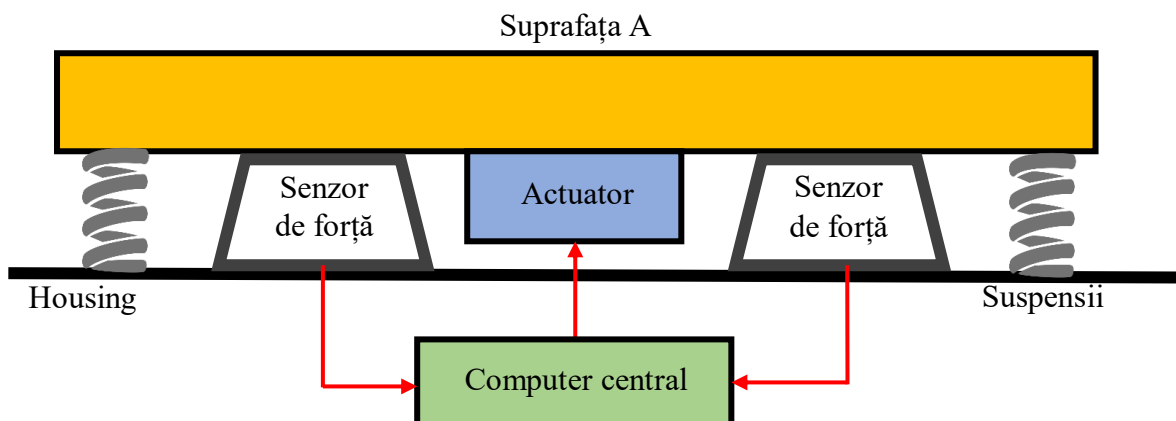 Suprafața A
Senzor
de forță
Actuator
Senzor
de forță
Housing
Suspensii
Computer central